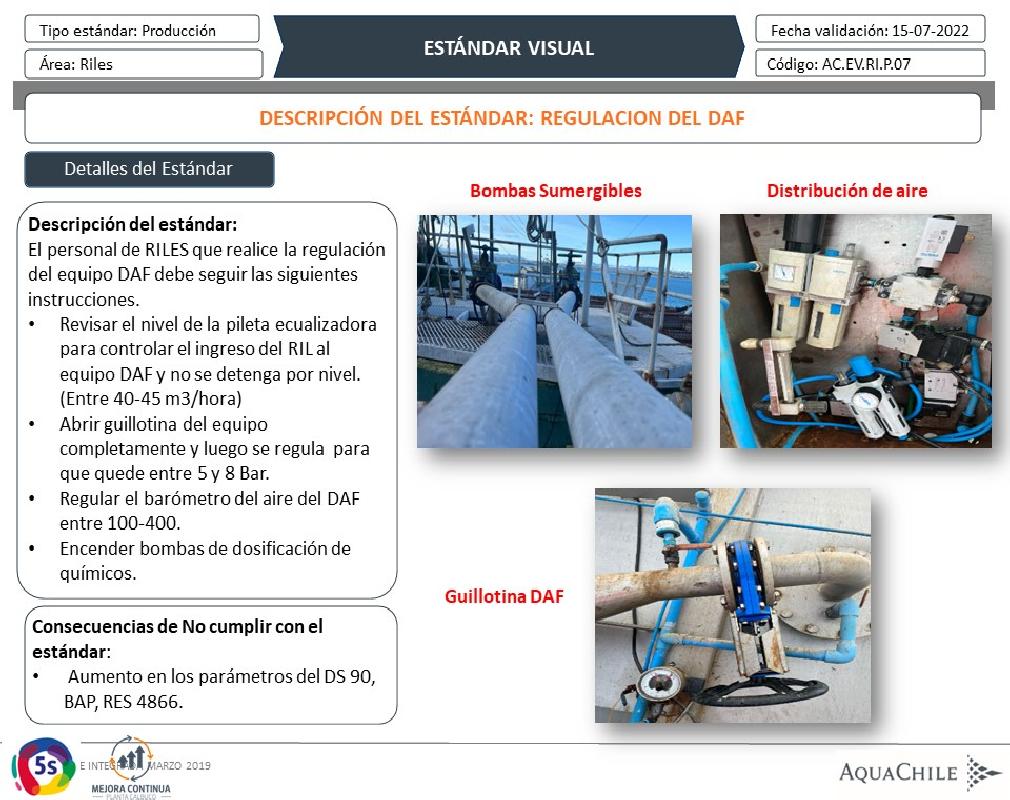 Tipo estándar: Producción
Área: Riles
ESTÁNDAR VISUAL
Fecha validación: 15-07-2022
Código: AC.EV.RI.P.07
DESCRIPCIÓN DEL ESTÁNDAR: REGULACION DEL DAF
Detalles del Estándar
Descripción del estándar:
El personal de RILES que realice la regulación
del equipo DAF debe seguir las siguientes
instrucciones.
• Revisar el nivel de la pileta ecualizadora
para controlar el ingreso del RIL al
equipo DAF y no se detenga por nivel.
(Entre 40-45 m3/hora)
• Abrir guillotina del equipo
completamente y luego se regula para
que quede entre 5 y 8 Bar.
• Regular el barómetro del aire del DAF
entre 100-400.
• Encender bombas de dosificación de
químicos.
Consecuencias de No cumplir con el
estándar:
• Aumento en los parámetros del DS 90,
BAP, RES 4866.
Bombas Sumergibles
Distribución de aire
Guillotina DAF
5s
E INTEGRADA MARZO 2019
MEJORA CONTINUA
PLANTA CALBUCO
AQUACHILE